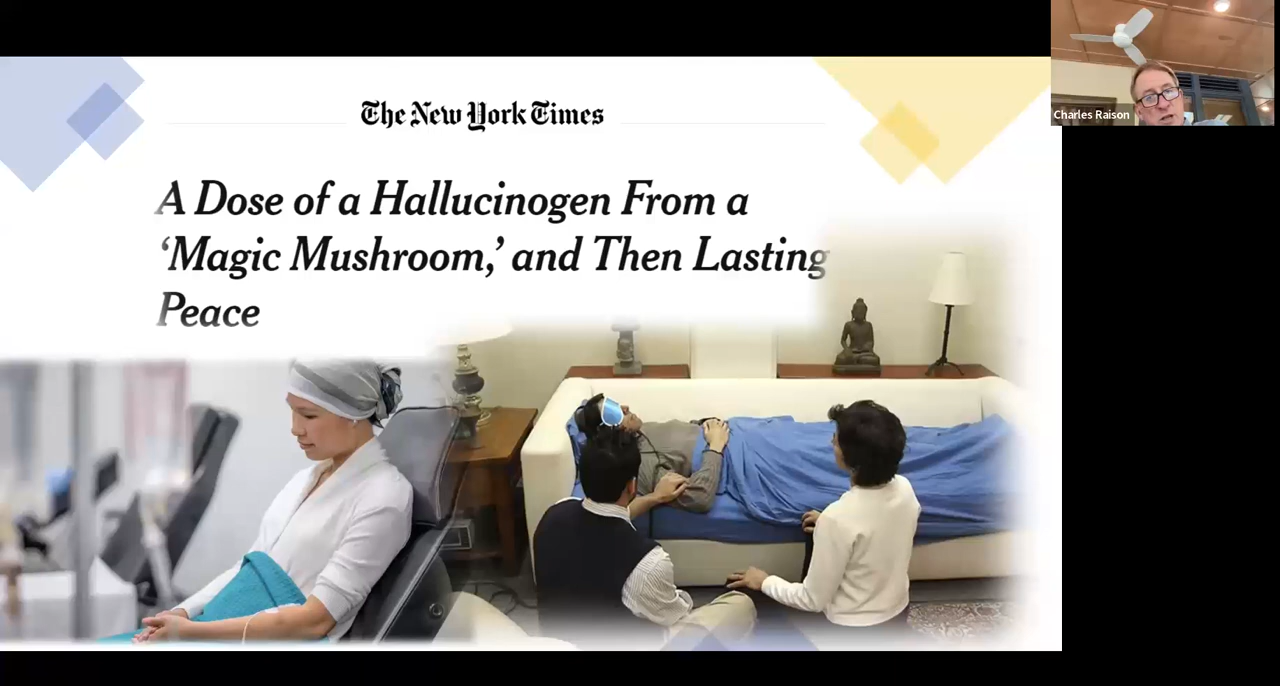 The New York Times
A Dose of a Hallucinogen From a
‘Magic Mushroom,’ and Then Lasting
Peace
Charles Raison